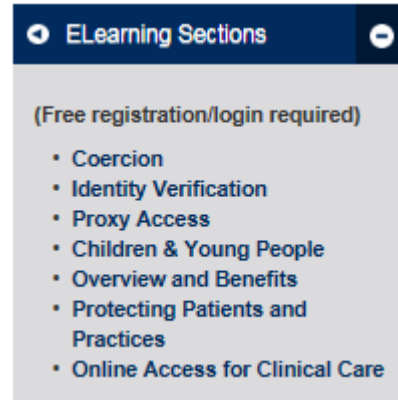 ELearning Sections
(Free registration/login required)
• Coercion
• Identity Verification
• Proxy Access
• Children & Young People
• Overview and Benefits
• Protecting Patients and
Practices
• Online Access for Clinical Care